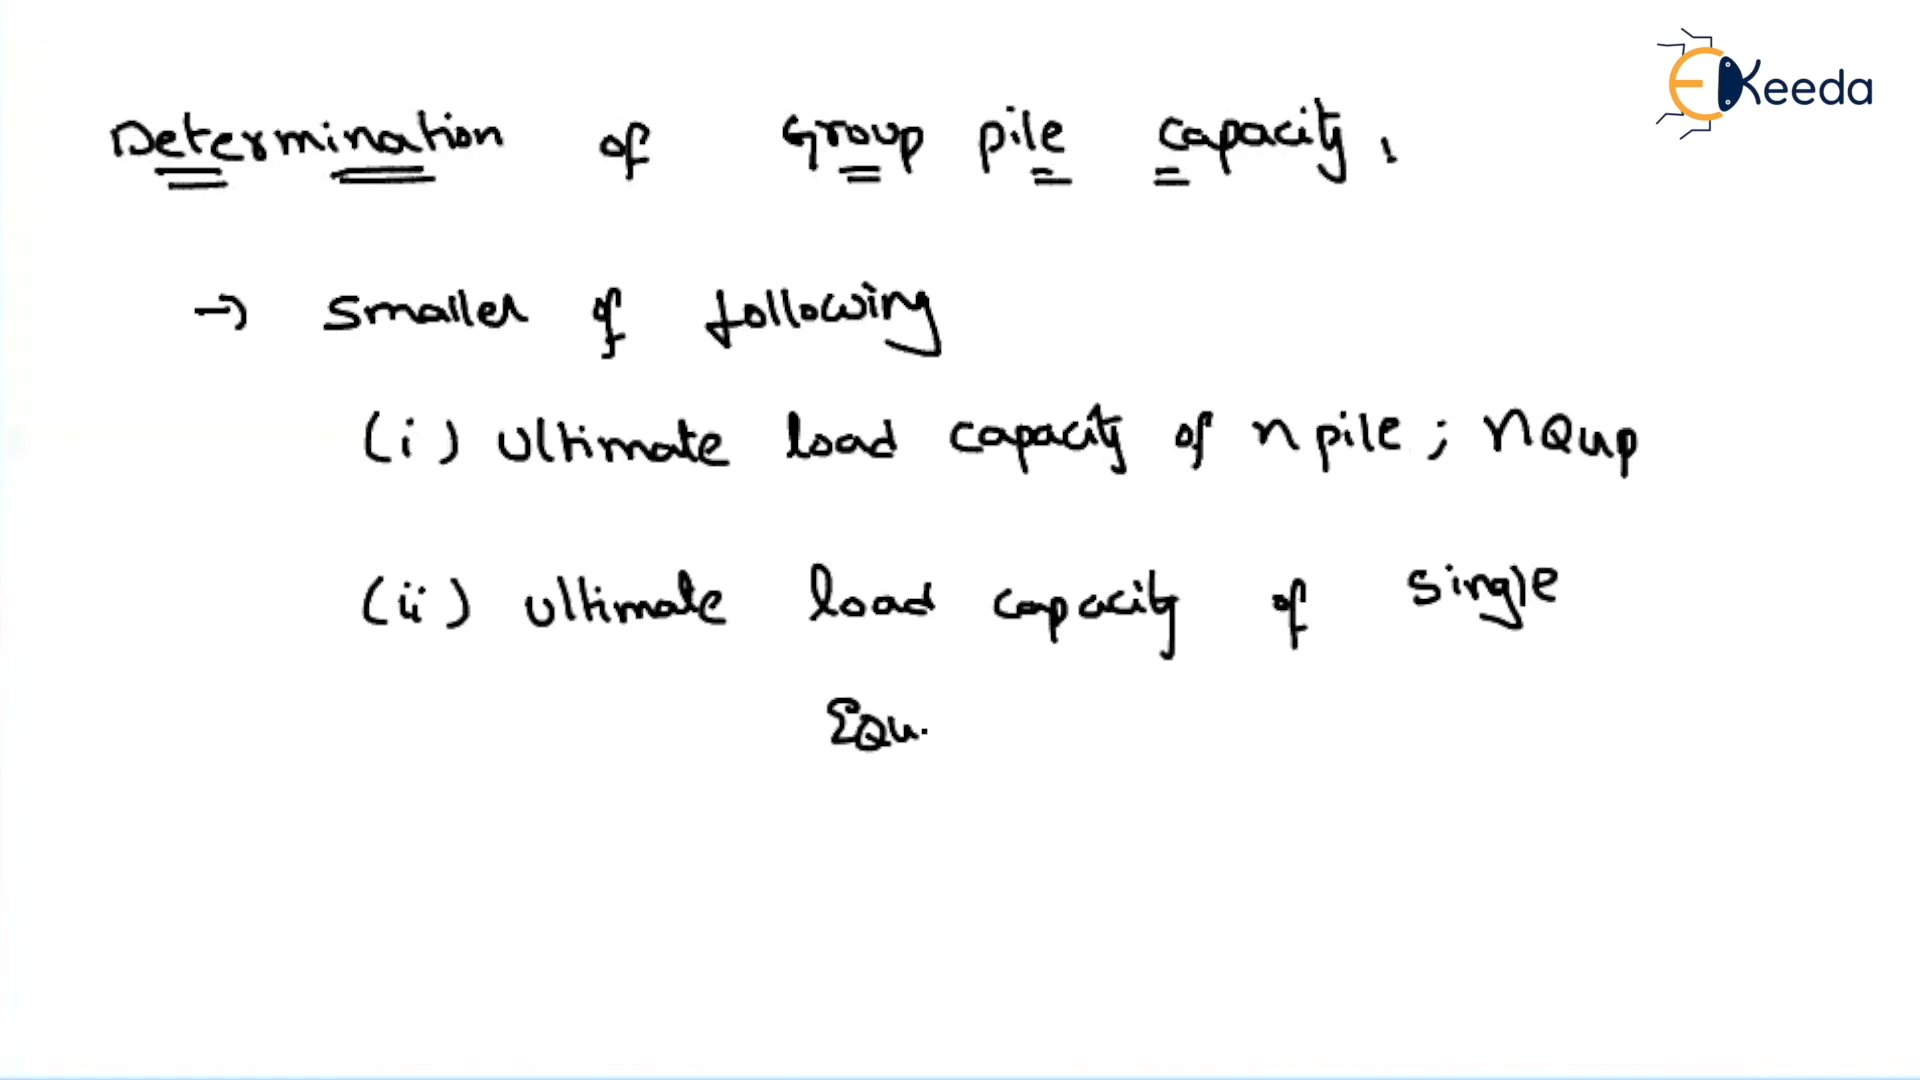 EKeeda
Determination of Group pile capacity,
→ smaller of following
(i) ultimate load capacity of n pile ; nQup
(ii) ultimate load capacity of single
Equ.